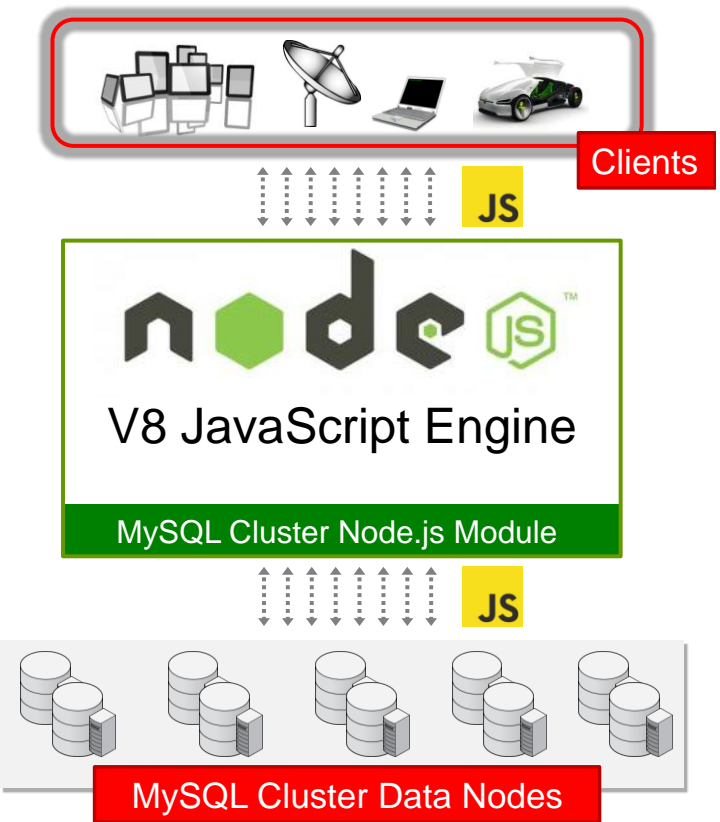 Clients
JS
node
JS
TM
V8 JavaScript Engine
MySQL Cluster Node.js Module
JS
MySQL Cluster Data Nodes